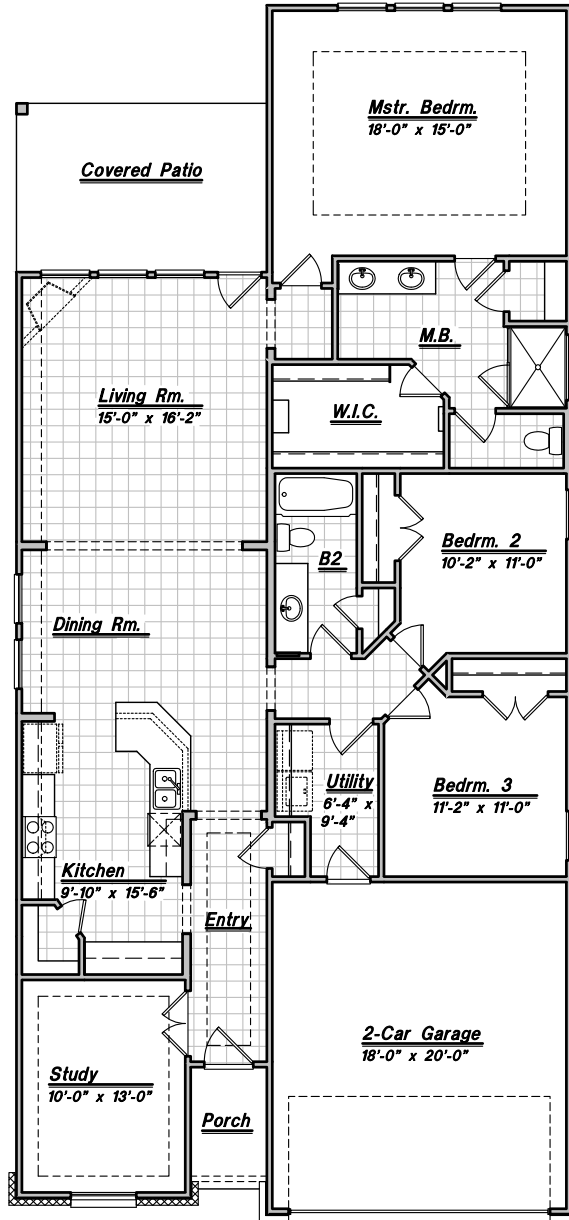 Mstr. Bedrm.
18'-0" x 15'-0"
Covered Patio
M.B.
Living Rm.
15'-0" x 16'-2"
W.I.C.
Bedrm. 2
10'-2" x 11'-0"
B2
Dining Rm.
Utility
6'-4" x
9'-4"
Bedrm. 3
11'-2" x 11'-0"
Kitchen
9'-10" x 15'-6"
Entry
2-Car Garage
18'-0" x 20'-0"
Study
10'-0" x 13'-0"
Porch